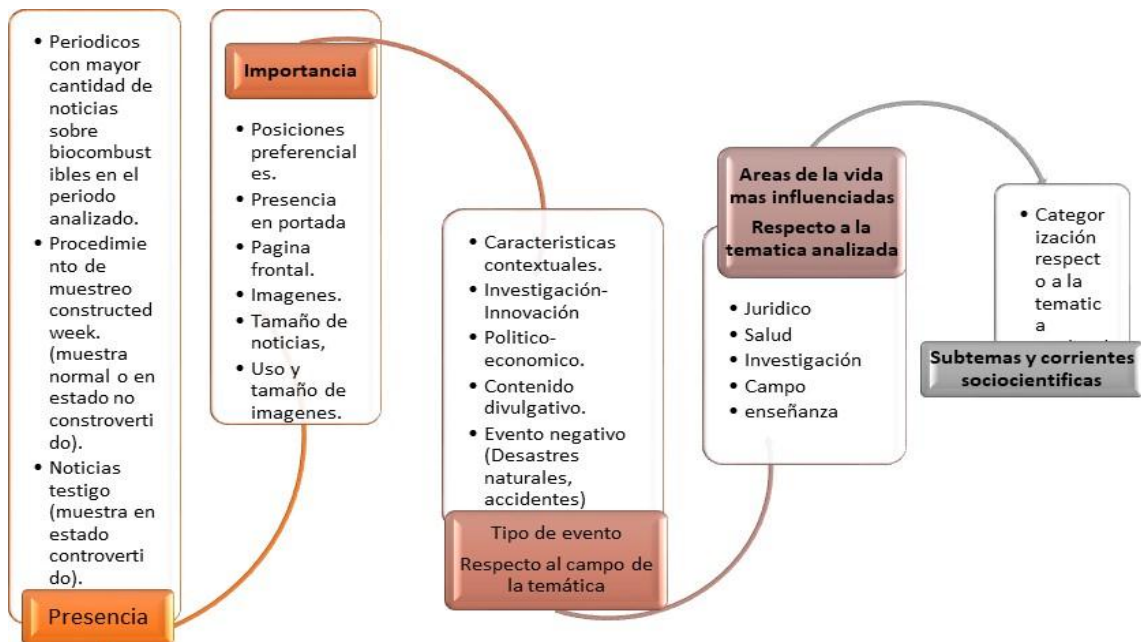 • Periodicos
con mayor
cantidad de
noticias
sobre
biocombust
ibles en el
periodo
analizado.
• Procedimie
nto de
muestreo
constructed
week.
(muestra
normal o en
estado no
constroverti
do).
• Noticias
testigo
(muestra en
estado
controverti
do).
Presencia
Importancia
• Posiciones
preferencial
es.
• Presencia
en portada
• Pagina
frontal.
• Imagenes.
• Tamaño de
noticias,
• Uso y
tamaño de
imagenes.
• Caracteristicas
contextuales.
• Investigación-
Innovación
• Politico-
economico.
• Contenido
divulgativo.
• Evento negativo
(Desastres
naturales,
accidentes)
Tipo de evento
Respecto al campo de
la temática
Areas de la vida
mas influenciadas
Respecto a la
tematica analizada
• Juridico
• Salud
• Investigación
• Campo
• enseñanza
• Categor
ización
respect
o a la
tematic
a
Subtemas y corrientes
sociocientificas